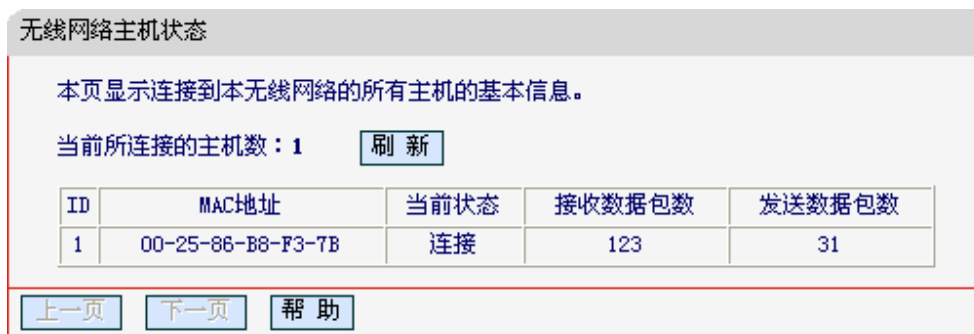 无线网络主机状态
本页显示连接到本无线网络的所有主机的基本信息。
当前所连接的主机数：1 刷 新
ID MAC地址 当前状态 接收数据包数 发送数据包数
1 00-25-86-B8-F3-7B 连接 123 31
上一页 下一页 帮 助